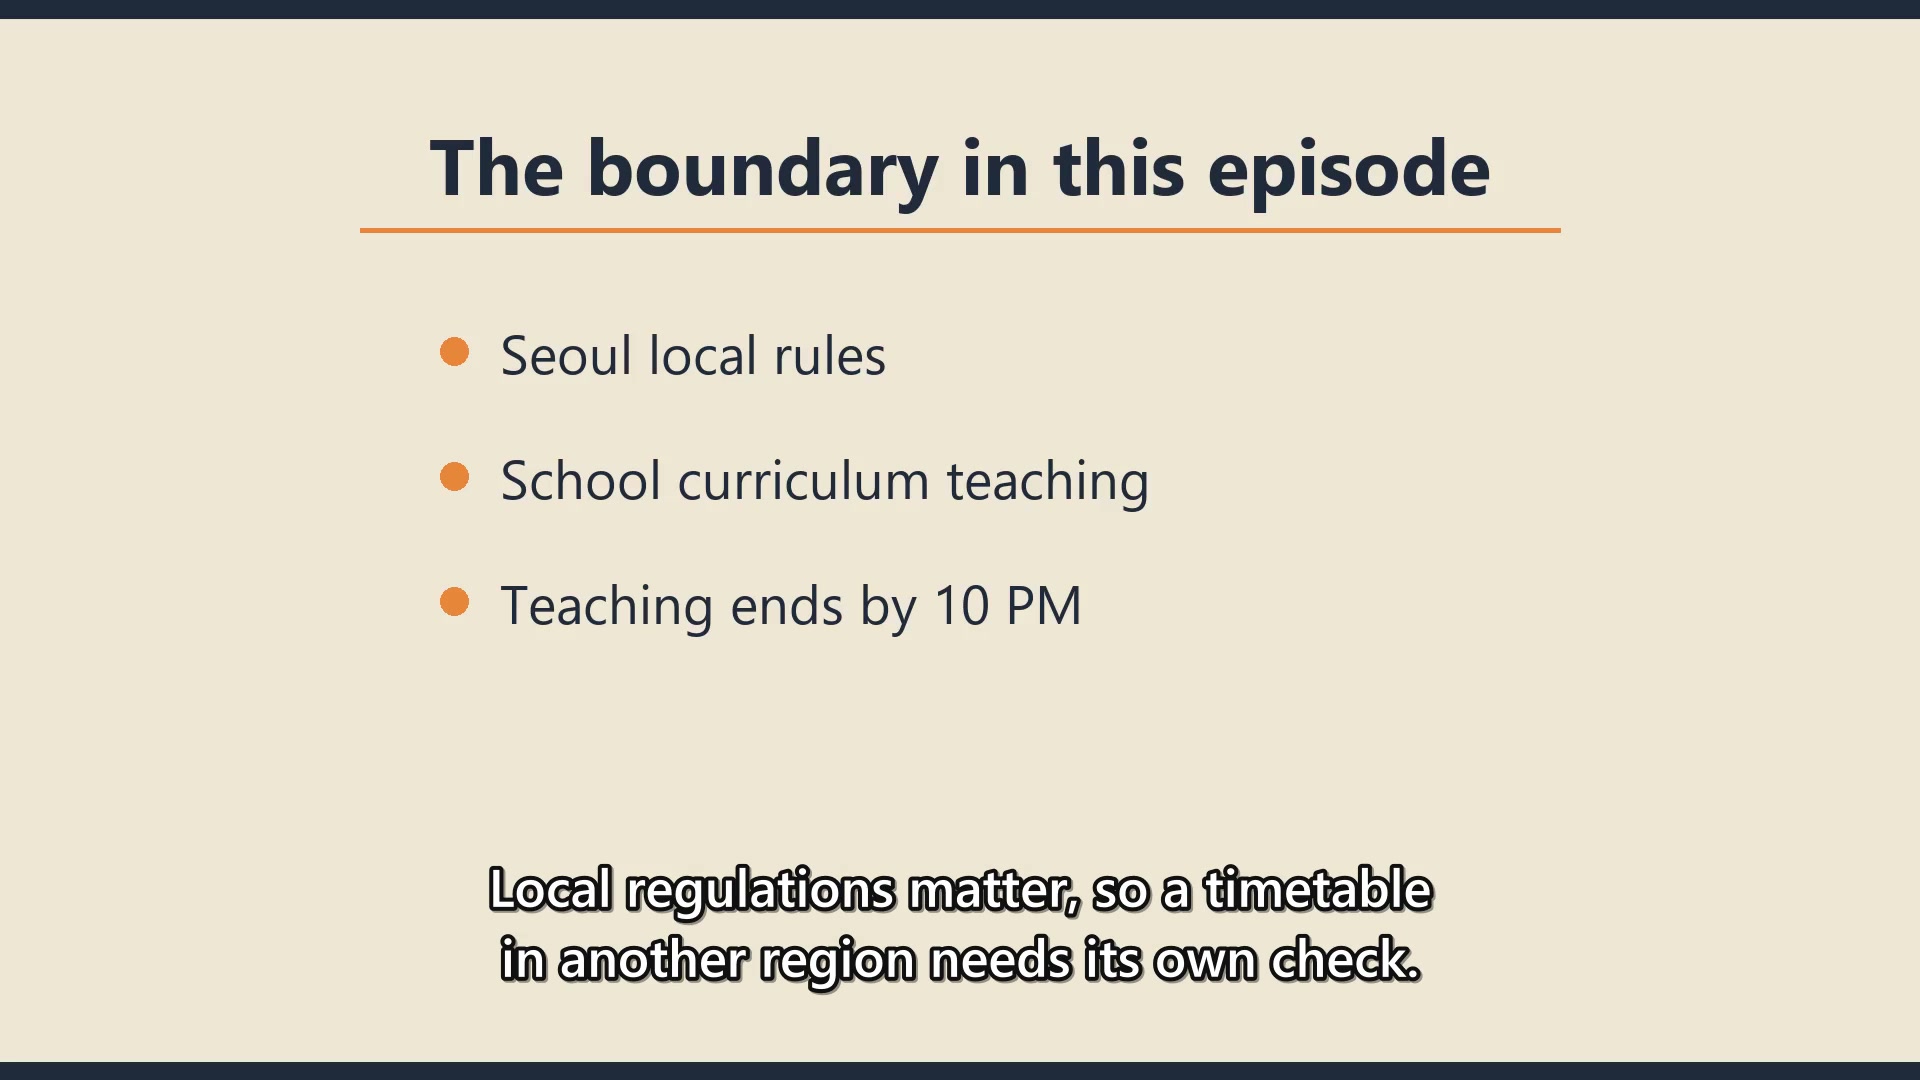 The boundary in this episode
Seoul local rules
School curriculum teaching
Teaching ends by 10 PM
Local regulations matter, so a timetable
in another region needs its own check.